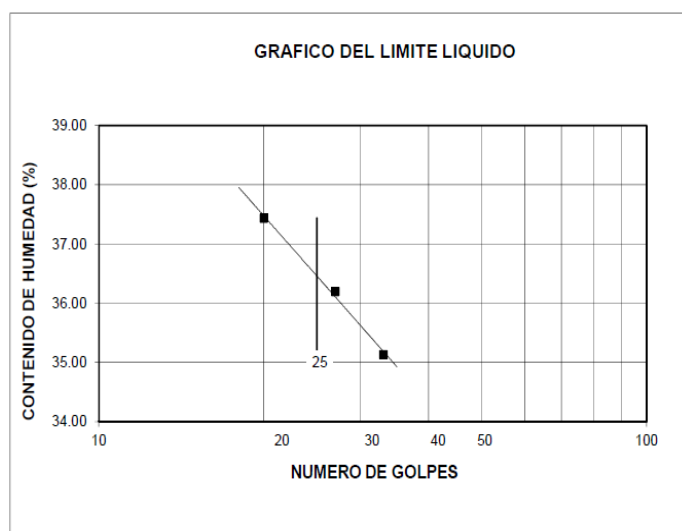 GRAFICO DEL LIMITE LIQUIDO
CONTENIDO DE HUMEDAD (%)
39.00
38.00
37.00
36.00
35.00
34.00
25
10 20 30 40 50 100
NUMERO DE GOLPES